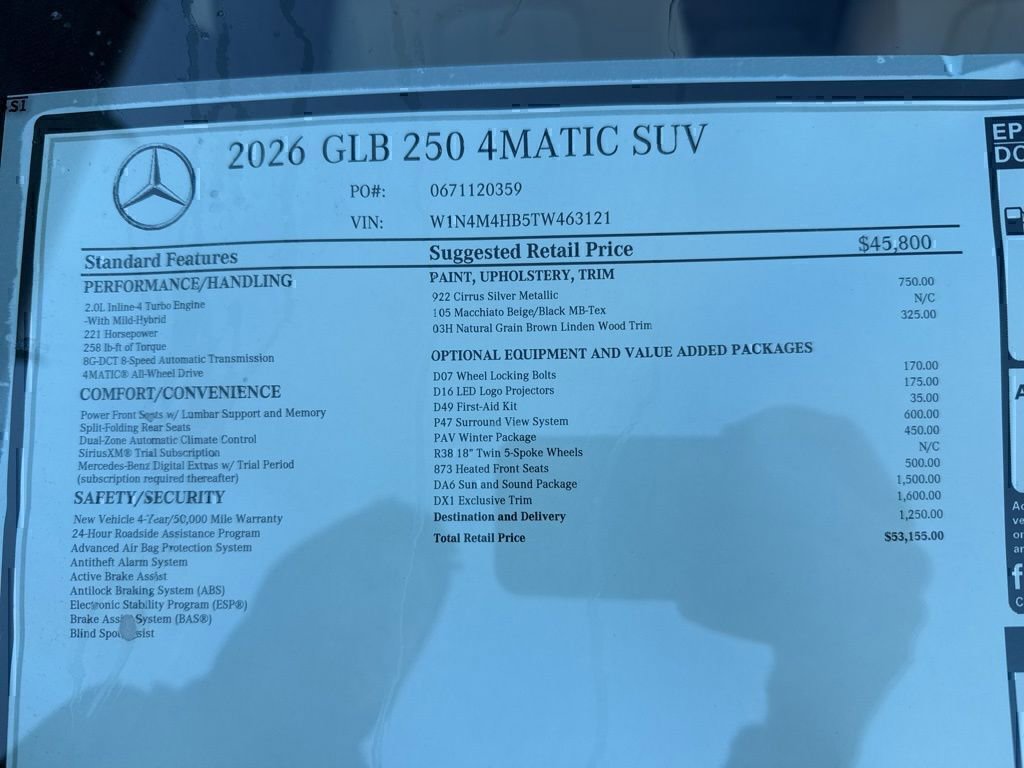 .S1
2026 GLB 250 4MATIC SUV
PO#: 0671120359
VIN: W1N4M4HB5TW463121
Standard Features
PERFORMANCE/HANDLING
2.0L Inline-4 Turbo Engine
-With Mild-Hybrid
221 Horsepower
258 lb-ft of Torque
8G-DCT 8-Speed Automatic Transmission
4MATIC® All-Wheel Drive
COMFORT/CONVENIENCE
Power Front Seats w/ Lumbar Support and Memory
Split-Folding Rear Seats
Dual-Zone Automatic Climate Control
SiriusXM® Trial Subscription
Mercedes-Benz Digital Extras w/ Trial Period
(subscription required thereafter)
SAFETY/SECURITY
New Vehicle 4-Year/50,000 Mile Warranty
24-Hour Roadside Assistance Program
Advanced Air Bag Protection System
Antitheft Alarm System
Active Brake Assist
Antilock Braking System (ABS)
Electronic Stability Program (ESP®)
Brake Assist System (BAS®)
Blind Spot Assist
Suggested Retail Price $45,800
PAINT, UPHOLSTERY, TRIM
922 Cirrus Silver Metallic 750.00
105 Macchiato Beige/Black MB-Tex N/C
03H Natural Grain Brown Linden Wood Trim 325.00
OPTIONAL EQUIPMENT AND VALUE ADDED PACKAGES
D07 Wheel Locking Bolts 170.00
D16 LED Logo Projectors 175.00
D49 First-Aid Kit 35.00
P47 Surround View System 600.00
PAV Winter Package 450.00
R38 18" Twin 5-Spoke Wheels N/C
873 Heated Front Seats 500.00
DA6 Sun and Sound Package 1,500.00
DX1 Exclusive Trim 1,600.00
Destination and Delivery 1,250.00
Total Retail Price $53,155.00
EP
DO